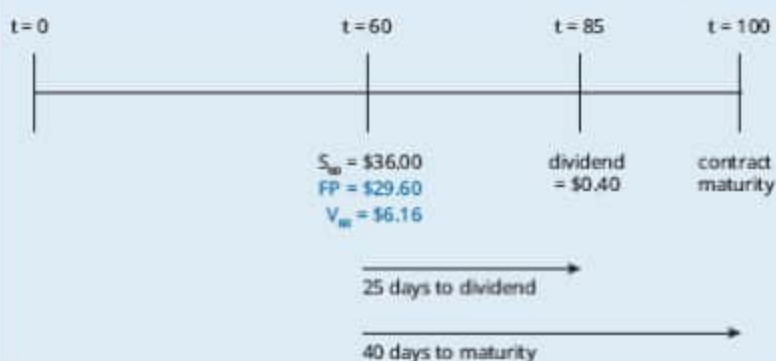 t = 0 t = 60 t = 85 t = 100
S₆₀ = $36.00 dividend contract
FP = $29.60 = $0.40 maturity
V₆₀ = $6.16
25 days to dividend
40 days to maturity